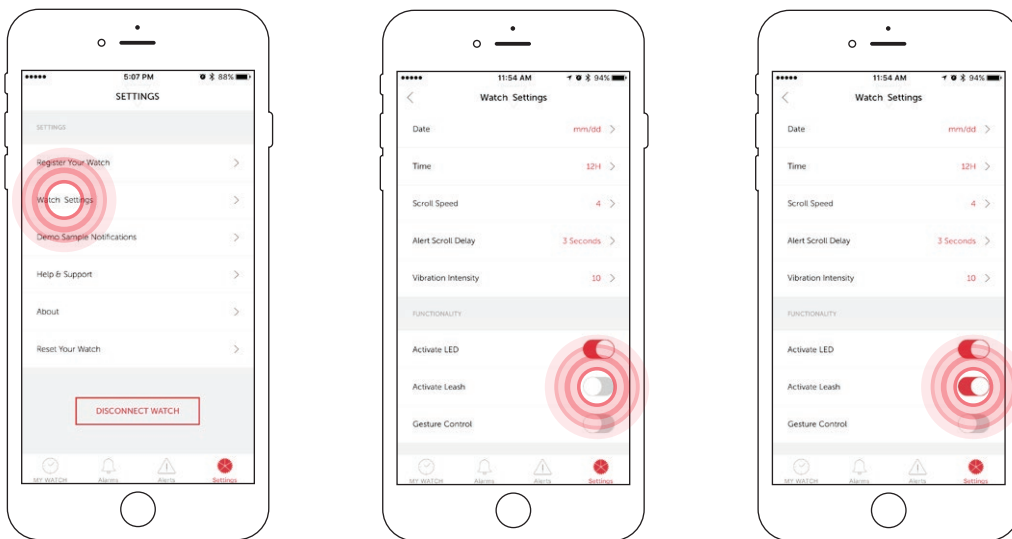 5:07 PM
88%
SETTINGS
SETTINGS
Register Your Watch
Watch Settings
Demo Sample Notifications
Help & Support
About
Reset Your Watch
DISCONNECT WATCH
MY WATCH Alarms Alerts Settings
11:54 AM
94%
Watch Settings
Date mm/dd
Time 12H
Scroll Speed 4
Alert Scroll Delay 3 Seconds
Vibration Intensity 10
FUNCTIONALITY
Activate LED
Activate Leash
Gesture Control
MY WATCH Alarms Alerts Settings
11:54 AM
94%
Watch Settings
Date mm/dd
Time 12H
Scroll Speed 4
Alert Scroll Delay 3 Seconds
Vibration Intensity 10
FUNCTIONALITY
Activate LED
Activate Leash
Gesture Control
MY WATCH Alarms Alerts Settings